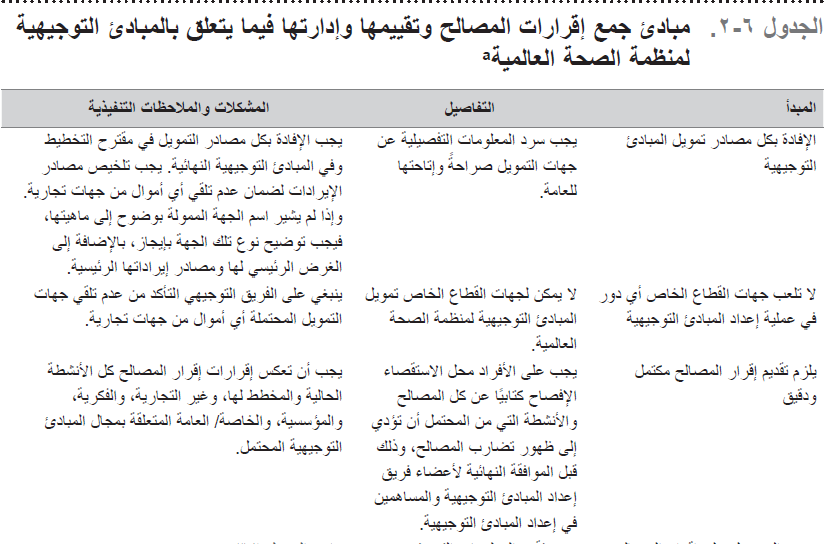 الجدول ٦-٢. مبادئ جمع إقرارات المصالح وتقييمها وإدارتها فيما يتعلق بالمبادئ التوجيهية
لمنظمة الصحة العالميةa
المبدأ
التفاصيل
المشكلات والملاحظات التنفيذية
الإفادة بكل مصادر تمويل المبادئ
التوجيهية
يجب سرد المعلومات التفصيلية عن
جهات التمويل صراحةً وإتاحتها
للعامة.
يجب الإفادة بكل مصادر التمويل في مقترح التخطيط
وفي المبادئ التوجيهية النهائية. يجب تلخيص مصادر
الإيرادات لضمان عدم تلقي أي أموال من جهات تجارية.
وإذا لم يشير اسم الجهة الممولة بوضوح إلى ماهيتها،
فيجب توضيح نوع تلك الجهة بإيجاز، بالإضافة إلى
الغرض الرئيسي لها ومصادر إيراداتها الرئيسية.
لا تلعب جهات القطاع الخاص أي دور
في عملية إعداد المبادئ التوجيهية
لا يمكن لجهات القطاع الخاص تمويل
المبادئ التوجيهية لمنظمة الصحة
العالمية.
ينبغي على الفريق التوجيهي التأكد من عدم تلقي جهات
التمويل المحتملة أي أموال من جهات تجارية.
يلزم تقديم إقرار المصالح مكتمل
ودقيق
يجب على الأفراد محل الاستقصاء
الإفصاح كتابيًا عن كل المصالح
والأنشطة التي من المحتمل أن تؤدي
إلى ظهور تضارب المصالح، وذلك
قبل الموافقة النهائية لأعضاء فريق
إعداد المبادئ التوجيهية والمساهمين
في إعداد المبادئ التوجيهية.
يجب أن تعكس إقرارات إقرار المصالح كل الأنشطة
الحالية والمخطط لها، وغير التجارية، والفكرية،
والمؤسسية، والخاصة/ العامة المتعلقة بمجال المبادئ
التوجيهية المحتمل.